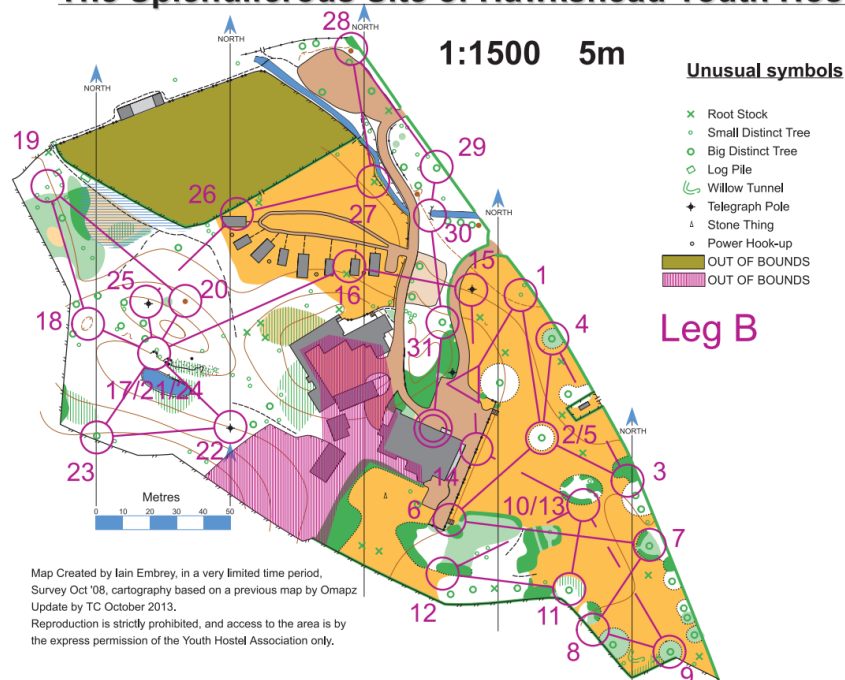 1:1500 5m
Unusual symbols
Root Stock
Small Distinct Tree
Big Distinct Tree
Log Pile
Willow Tunnel
Telegraph Pole
Stone Thing
Power Hook-up
OUT OF BOUNDS
OUT OF BOUNDS
Leg B
NORTH
NORTH
NORTH
NORTH
NORTH
28
19
29
26
27
30
15
1
16
25
20
4
18
31
17/21/24
2/5
22
23
14
3
6
10/13
7
12
11
8
9
Metres
0 10 20 30 40 50
Map Created by Iain Embrey, in a very limited time period,
Survey Oct '08, cartography based on a previous map by Omapz
Update by TC October 2013.
Reproduction is strictly prohibited, and access to the area is by
the express permission of the Youth Hostel Association only.